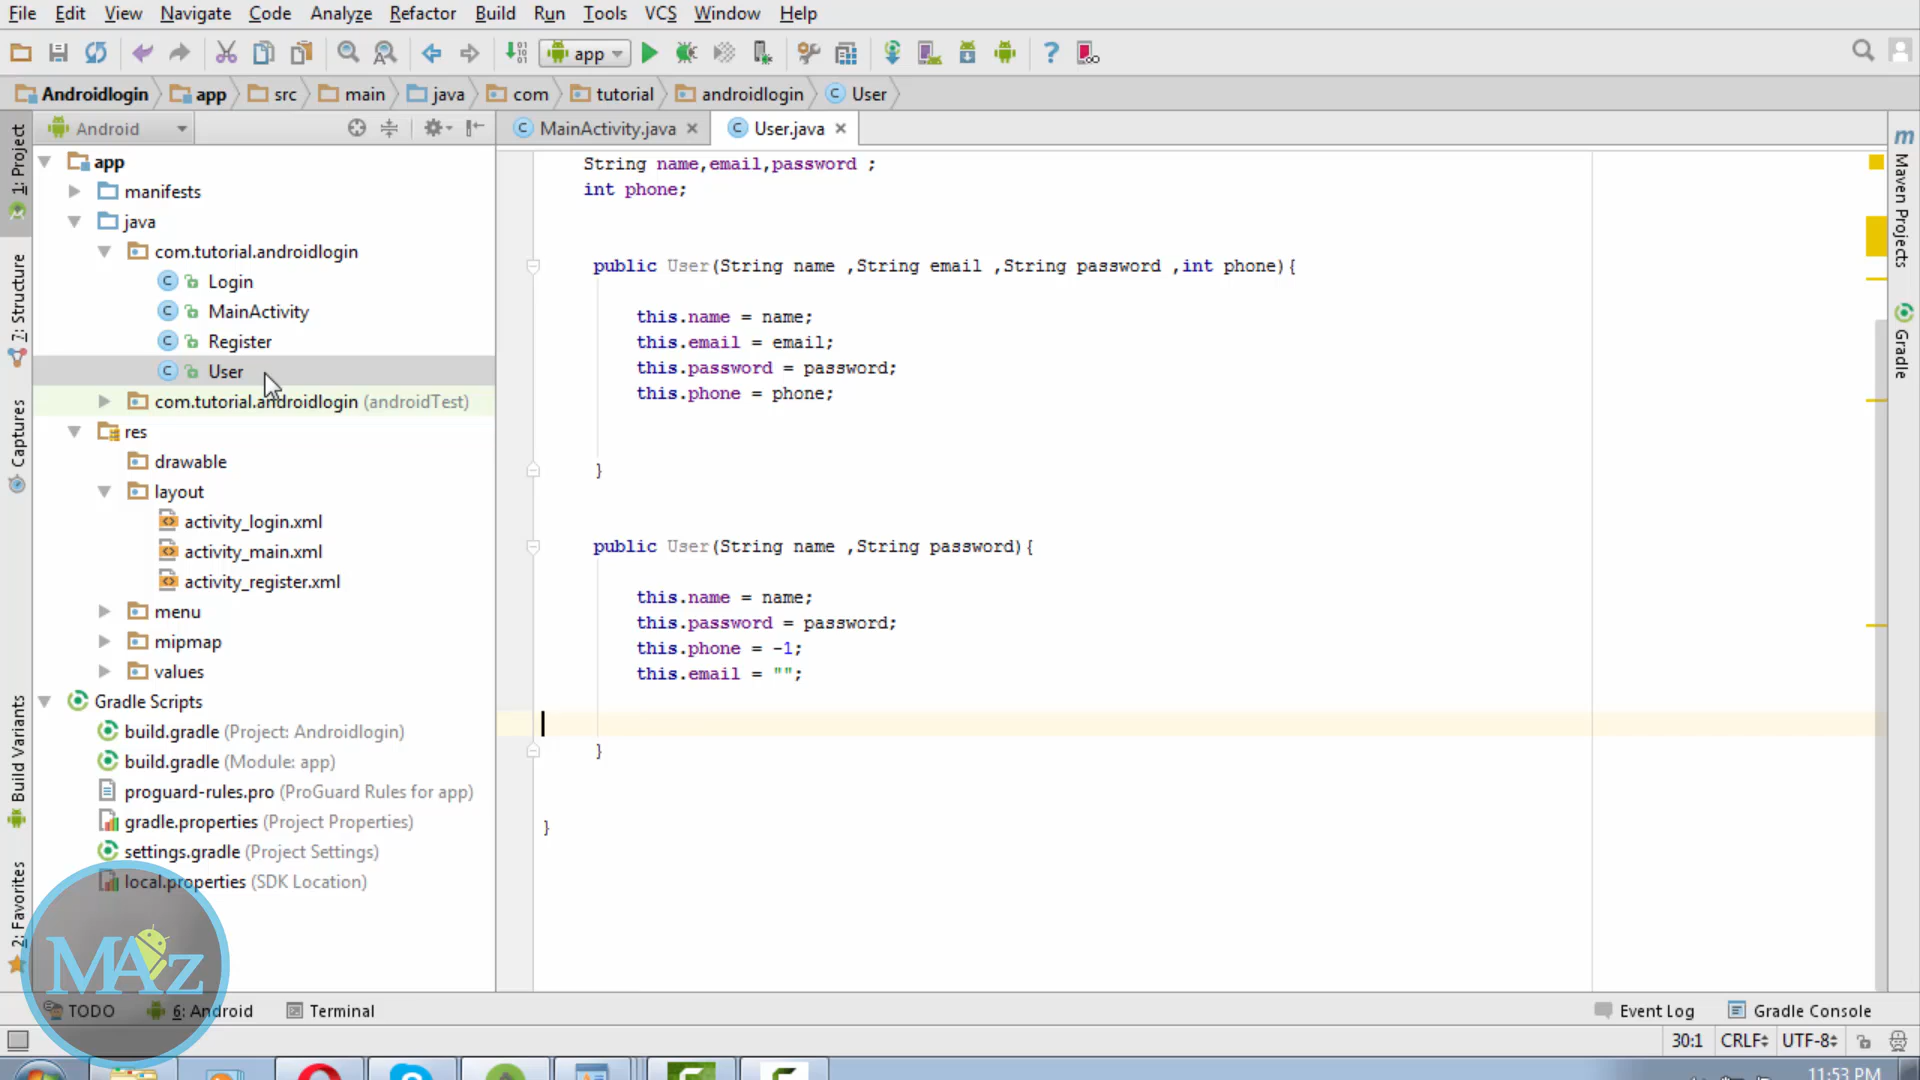 File Edit View Navigate Code Analyze Refactor Build Run Tools VCS Window Help
app
Androidlogin app src main java com tutorial androidlogin User
1: Project
7: Structure
Captures
Build Variants
2: Favorites
Android
app
manifests
java
com.tutorial.androidlogin
Login
MainActivity
Register
User
com.tutorial.androidlogin (androidTest)
res
drawable
layout
activity_login.xml
activity_main.xml
activity_register.xml
menu
mipmap
values
Gradle Scripts
build.gradle (Project: Androidlogin)
build.gradle (Module: app)
proguard-rules.pro (ProGuard Rules for app)
gradle.properties (Project Properties)
settings.gradle (Project Settings)
local.properties (SDK Location)
MAz
MainActivity.java User.java
String name,email,password ;
int phone;
public User(String name ,String email ,String password ,int phone){
this.name = name;
this.email = email;
this.password = password;
this.phone = phone;
}
public User(String name ,String password){
this.name = name;
this.password = password;
this.phone = -1;
this.email = "";
}
}
m
Maven Projects
Gradle
TODO 6: Android Terminal Event Log Gradle Console
30:1 CRLF UTF-8
11:53 PM